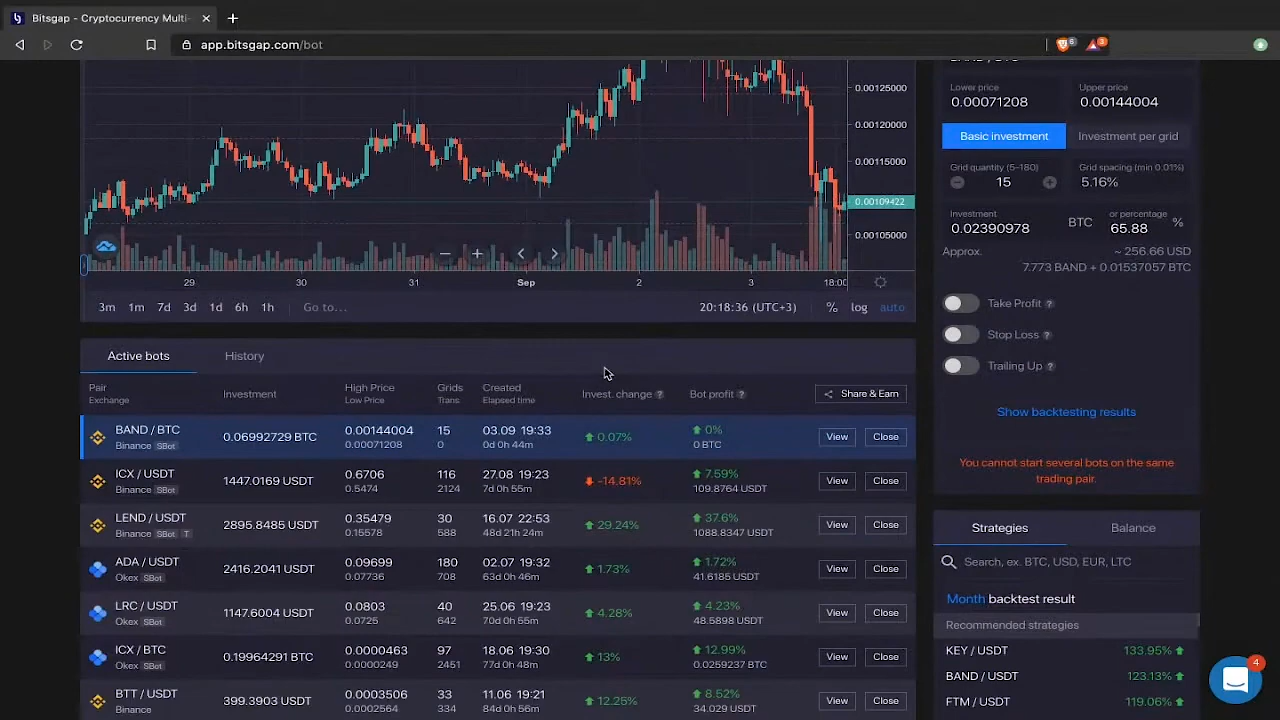 Bitsgap - Cryptocurrency Multi-
app.bitsgap.com/bot
6
3
0.00125000
0.00120000
0.00115000
0.00109422
0.00105000
29
30
31
Sep
2
3
18:00
3m
1m
7d
3d
1d
6h
1h
Go to...
20:18:36 (UTC+3)
%
log
auto
Lower price
Upper price
0.00071208
0.00144004
Basic investment
Investment per grid
Grid quantity (5-180)
Grid spacing (min 0.01%)
15
5.16%
Investment
or percentage
0.02390978
BTC
65.88
%
Approx.
~ 256.66 USD
7.773 BAND + 0.01537057 BTC
Take Profit ?
Stop Loss ?
Trailing Up ?
Show backtesting results
You cannot start several bots on the same
trading pair.
Active bots
History
Pair
Exchange
Investment
High Price
Low Price
Grids
Trans.
Created
Elapsed time
Invest. change ?
Bot profit ?
Share & Earn
BAND / BTC
Binance SBot
0.06992729 BTC
0.00144004
0.00071208
15
0
03.09 19:33
0d 0h 44m
0.07%
0%
0 BTC
View
Close
ICX / USDT
Binance SBot
1447.0169 USDT
0.6706
0.5474
116
2124
27.08 19:23
7d 0h 55m
-14.81%
7.59%
109.8764 USDT
View
Close
LEND / USDT
Binance SBot T
2895.8485 USDT
0.35479
0.15578
30
588
16.07 22:53
48d 21h 24m
29.24%
37.6%
1088.8347 USDT
View
Close
ADA / USDT
Okex SBot
2416.2041 USDT
0.09699
0.07736
180
708
02.07 19:32
63d 0h 46m
1.73%
1.72%
41.6185 USDT
View
Close
LRC / USDT
Okex SBot
1147.6004 USDT
0.0803
0.0725
40
642
25.06 19:23
70d 0h 55m
4.28%
4.23%
48.5898 USDT
View
Close
ICX / BTC
Okex SBot
0.19964291 BTC
0.0000463
0.0000249
97
2451
18.06 19:30
77d 0h 48m
13%
12.99%
0.0259237 BTC
View
Close
BTT / USDT
Binance
399.3903 USDT
0.0003506
0.0002564
33
334
11.06 19:21
84d 0h 56m
12.25%
8.52%
34.029 USDT
View
Close
Strategies
Balance
Search, ex. BTC, USD, EUR, LTC
Month backtest result
Recommended strategies
KEY / USDT
133.95%
BAND / USDT
123.13%
FTM / USDT
119.06%
4